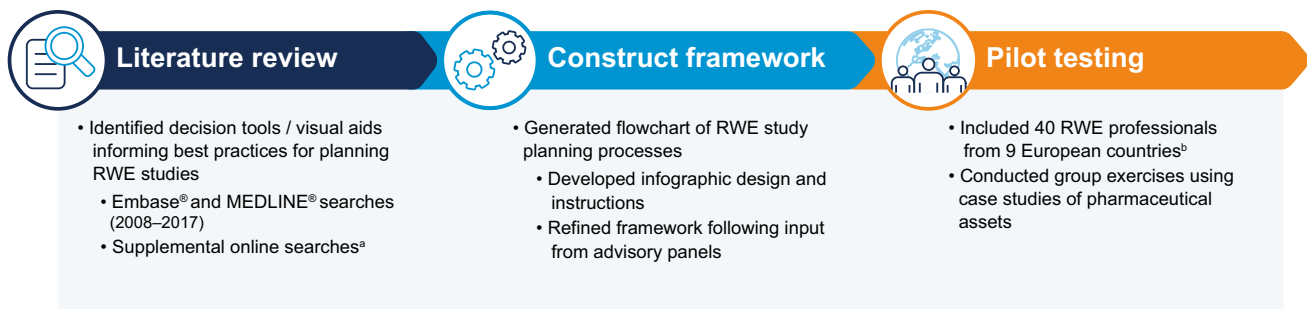 Literature review
• Identified decision tools / visual aids
informing best practices for planning
RWE studies
• Embase® and MEDLINE® searches
(2008–2017)
• Supplemental online searchesᵃ
Construct framework
• Generated flowchart of RWE study
planning processes
• Developed infographic design and
instructions
• Refined framework following input
from advisory panels
Pilot testing
• Included 40 RWE professionals
from 9 European countriesᵇ
• Conducted group exercises using
case studies of pharmaceutical
assets